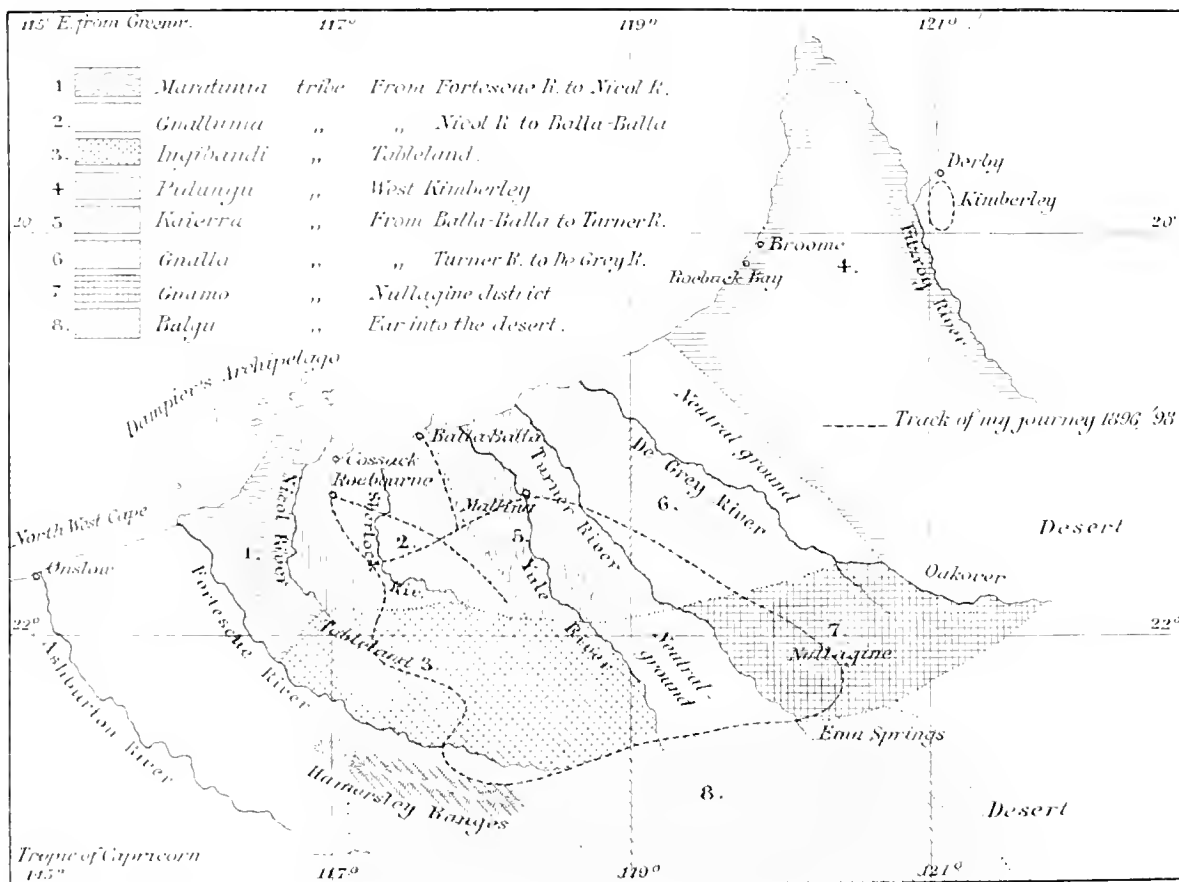 115° E. from Greenw. 117° 119° 121°
1 Maratunia tribe From Fortescue R. to Nicol R.
2. Gnalluma „ „ Nicol R. to Balla-Balla
3. Ingibandi „ Tableland.
4 Pulangu „ West Kimberley
5 Kaierra „ From Balla-Balla to Turner R.
6 Gnalla „ „ Turner R. to De Grey R.
7 Gnamo „ Nullagine district
8. Balgu „ Far into the desert.
20° 20°
Derby
Kimberley
Broome
Roebuck Bay
4.
Fitzroy River
Dampier's Archipelago
Neutral ground
Track of my journey 1896, '98
Balla-Balla
Cossack
Roebourne
Mallina
Nicol River
Sherlock Riv.
Turner River
De Grey River
6.
Desert
North West Cape
Onslow
1.
2.
5
Yule River
Oakover
22° 22°
Fortescue River
Tableland 3
Neutral-ground
7.
Nullagine
Ashburton River
Emu Springs
Hamersley Ranges
8.
Desert
Tropic of Capricorn
115° 117° 119° 121°